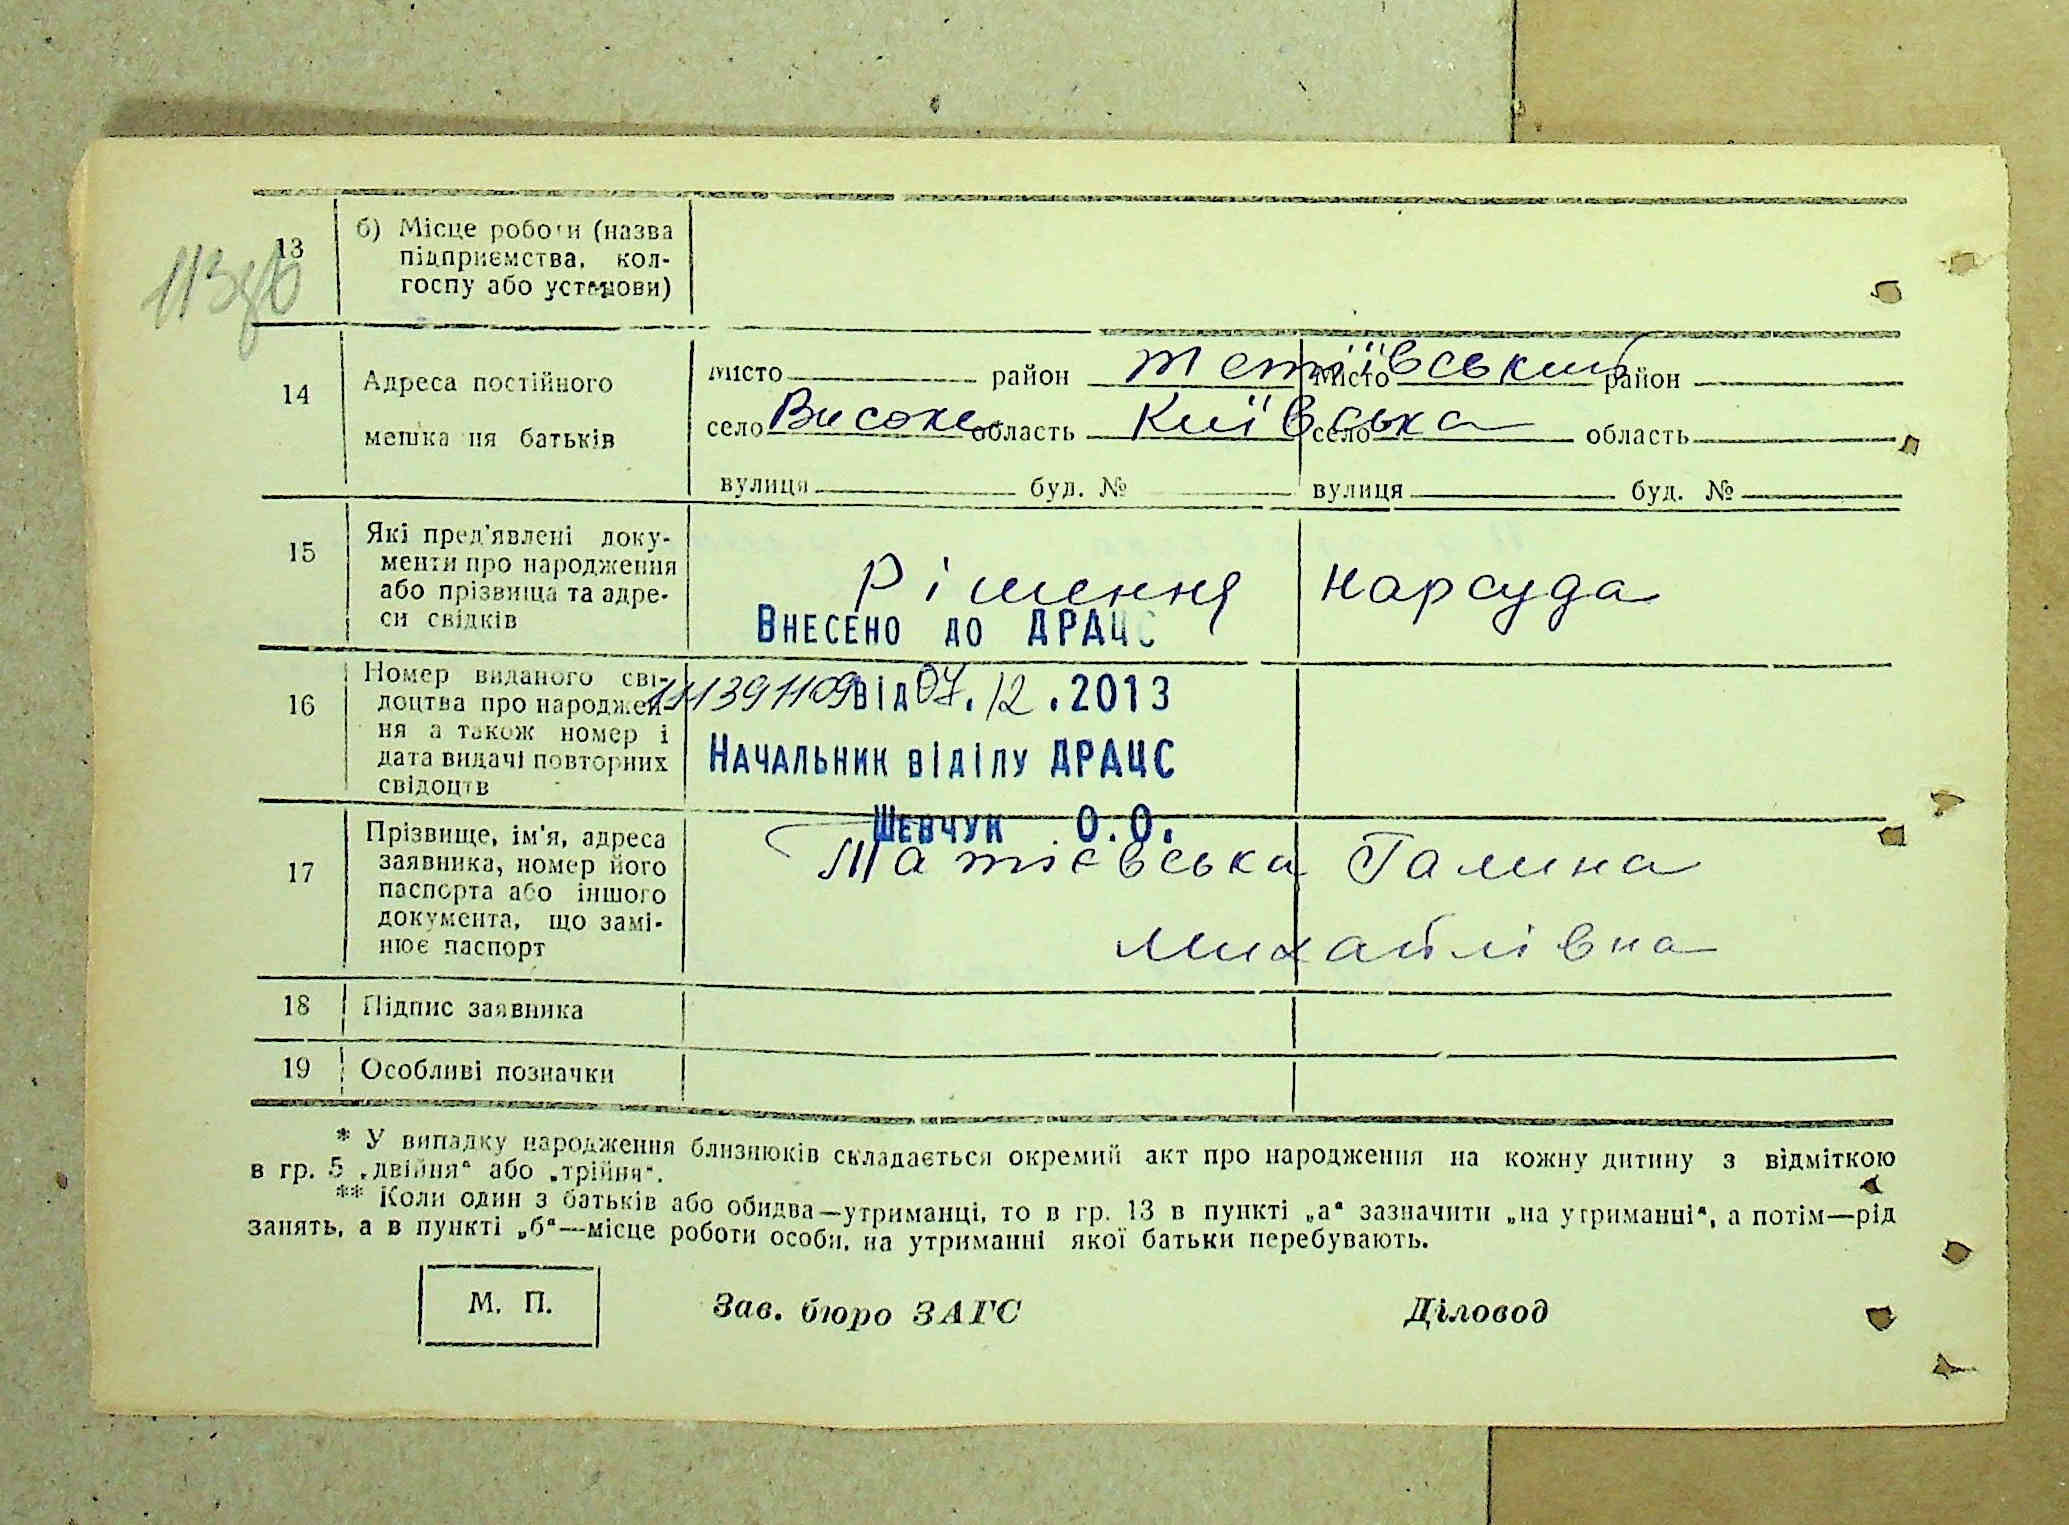 113зв
13 б) Місце роботи (назва
підприємства, кол-
госпу або установи)
14 Адреса постійного
мешкання батьків
місто район Тетіївський місто район
село Високе область Київська село область
вулиця буд. № вулиця буд. №
15 Які пред'явлені доку-
менти про народження
або прізвища та адре-
си свідків
Рішення нарсуда
Внесено до ДРАЦС
16 Номер виданого сві-
доцтва про народжен-
ня а також номер і
дата видачі повторних
свідоцтв
від 07.12.2013
Начальник відділу ДРАЦС
Шевчук О.О.
17 Прізвище, ім'я, адреса
заявника, номер його
паспорта або іншого
документа, що замі-
нює паспорт
Матієвська Галина
Михайлівна
18 Підпис заявника
19 Особливі позначки
* У випадку народження близнюків складається окремий акт про народження на кожну дитину з відміткою
в гр. 5 „двійня“ або „трійня“.
** Коли один з батьків або обидва—утриманці, то в гр. 13 в пункті „а“ зазначити „на утриманні“, а потім—рід
занять, а в пункті „б“—місце роботи особи, на утриманні якої батьки перебувають.
М. П. Зав. бюро ЗАГС Діловод